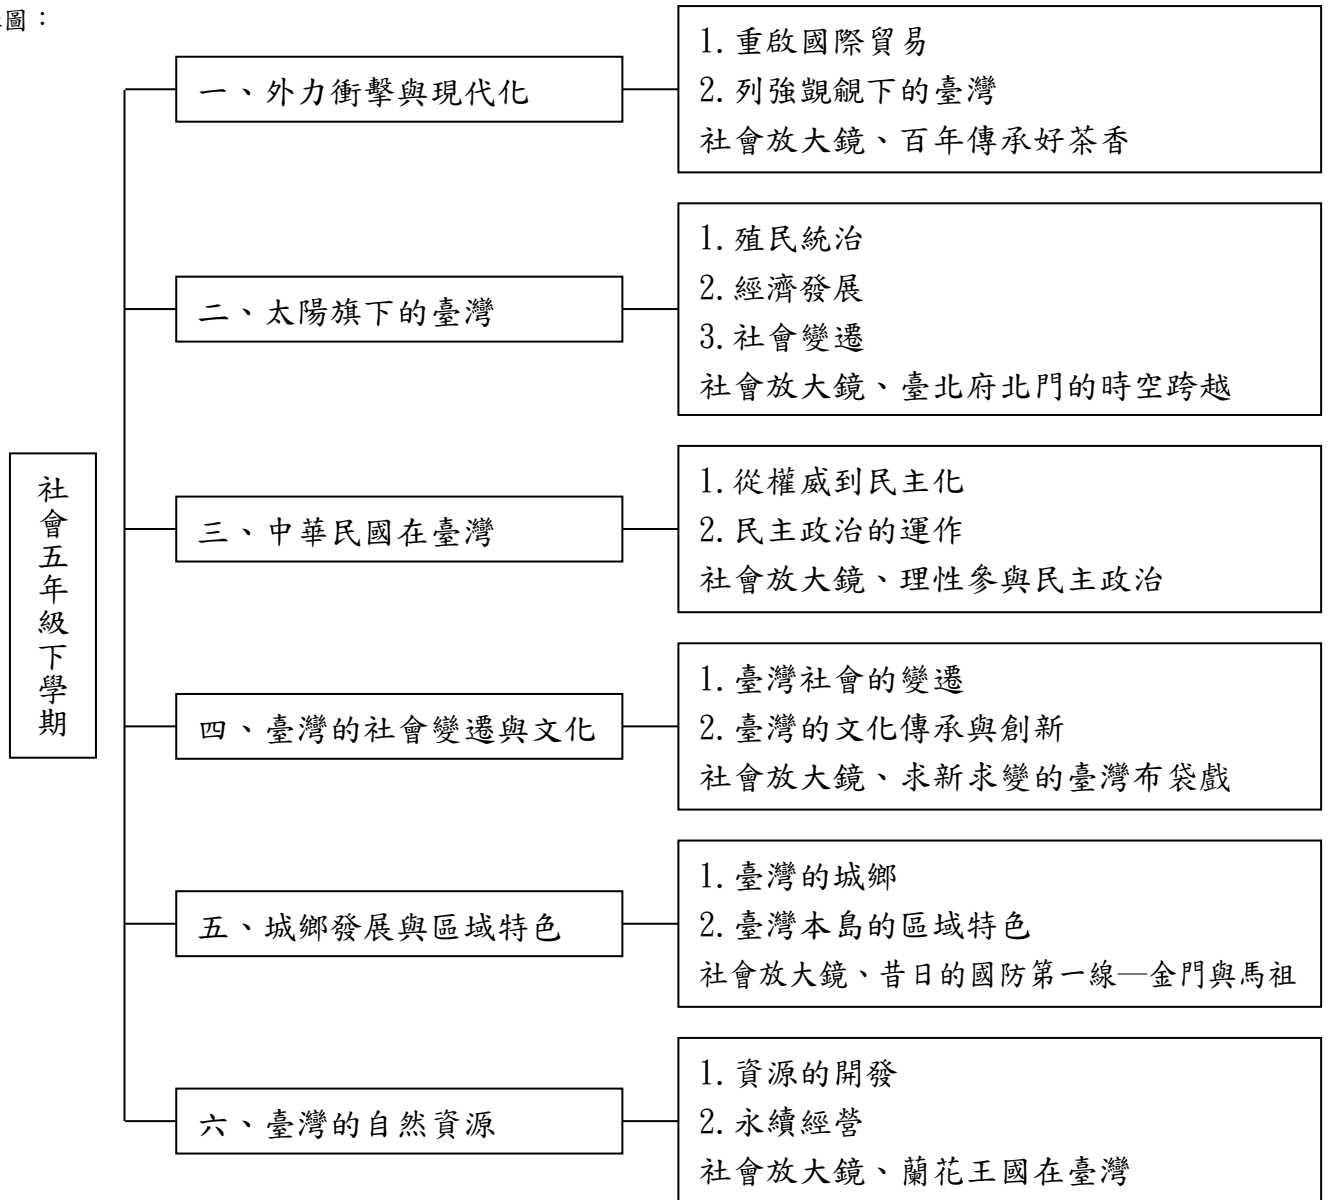 圖：
社會五年級下學期
一、外力衝擊與現代化
1.重啟國際貿易
2.列強覬覦下的臺灣
社會放大鏡、百年傳承好茶香
二、太陽旗下的臺灣
1.殖民統治
2.經濟發展
3.社會變遷
社會放大鏡、臺北府北門的時空跨越
三、中華民國在臺灣
1.從權威到民主化
2.民主政治的運作
社會放大鏡、理性參與民主政治
四、臺灣的社會變遷與文化
1.臺灣社會的變遷
2.臺灣的文化傳承與創新
社會放大鏡、求新求變的臺灣布袋戲
五、城鄉發展與區域特色
1.臺灣的城鄉
2.臺灣本島的區域特色
社會放大鏡、昔日的國防第一線—金門與馬祖
六、臺灣的自然資源
1.資源的開發
2.永續經營
社會放大鏡、蘭花王國在臺灣